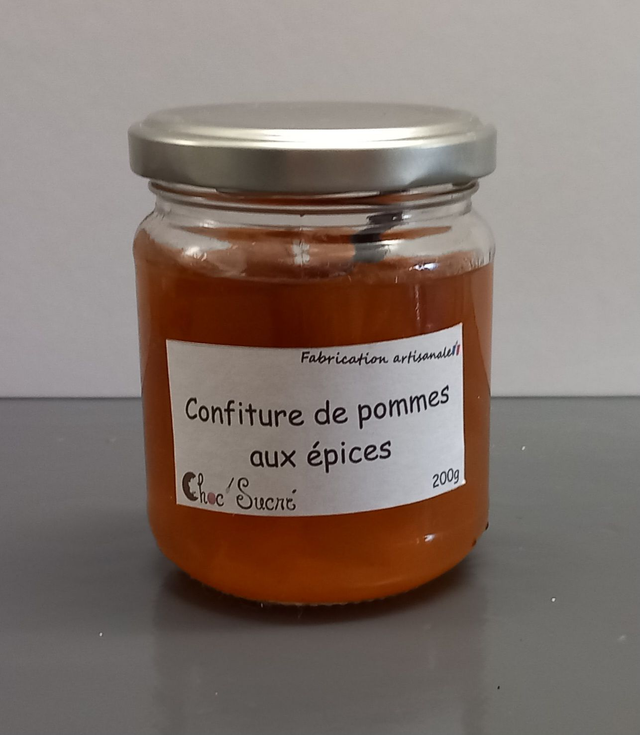 Fabrication artisanale
Confiture de pommes
aux épices
Choc'Sucré
200g